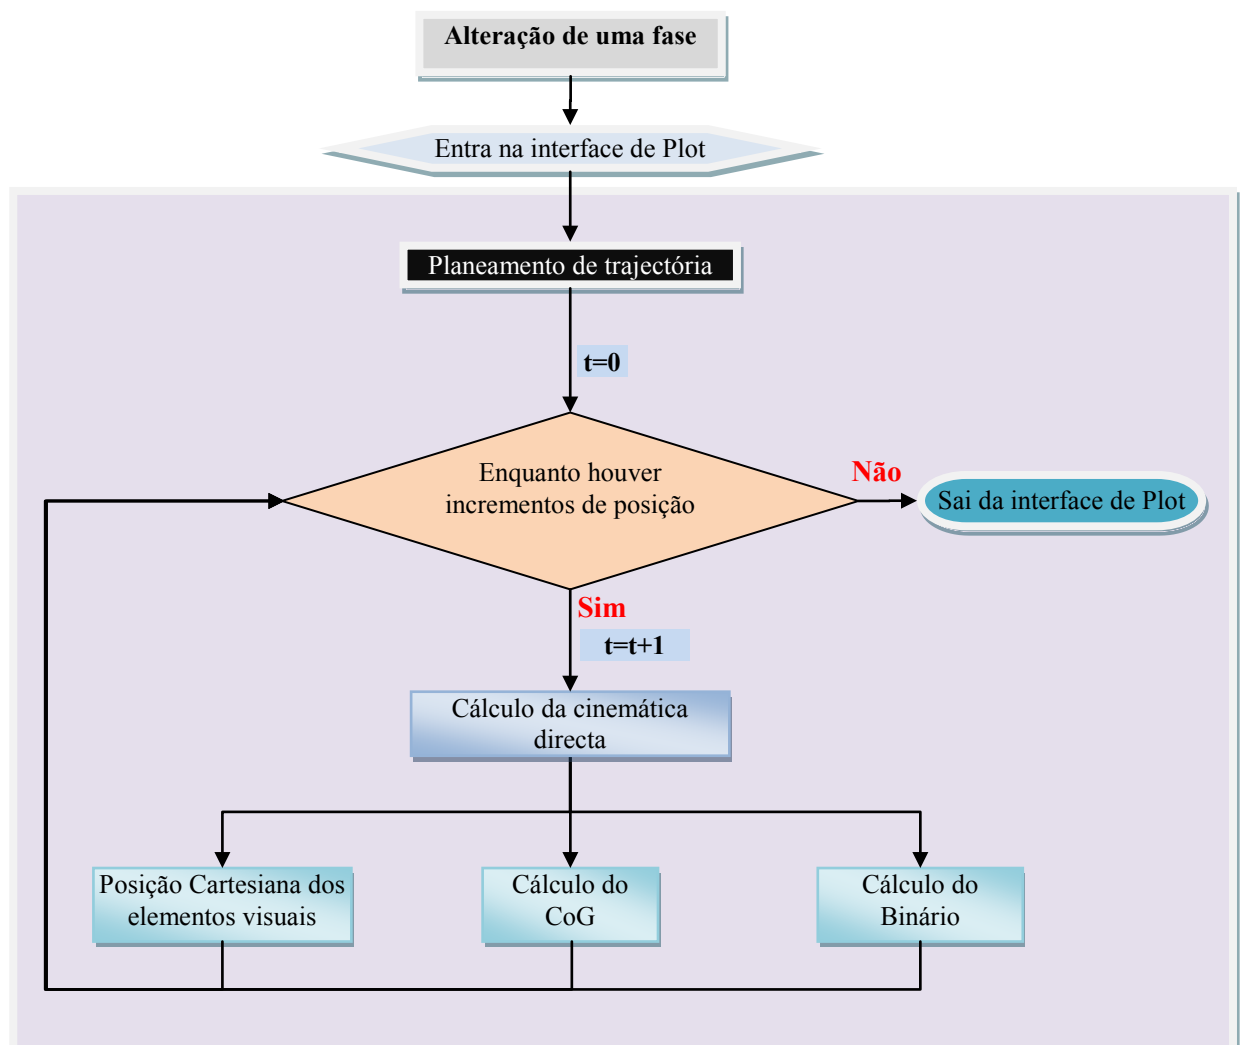 Alteração de uma fase
Entra na interface de Plot
Planeamento de trajectória
t=0
Enquanto houver
incrementos de posição
Não
Sai da interface de Plot
Sim
t=t+1
Cálculo da cinemática
directa
Posição Cartesiana dos
elementos visuais
Cálculo do
CoG
Cálculo do
Binário